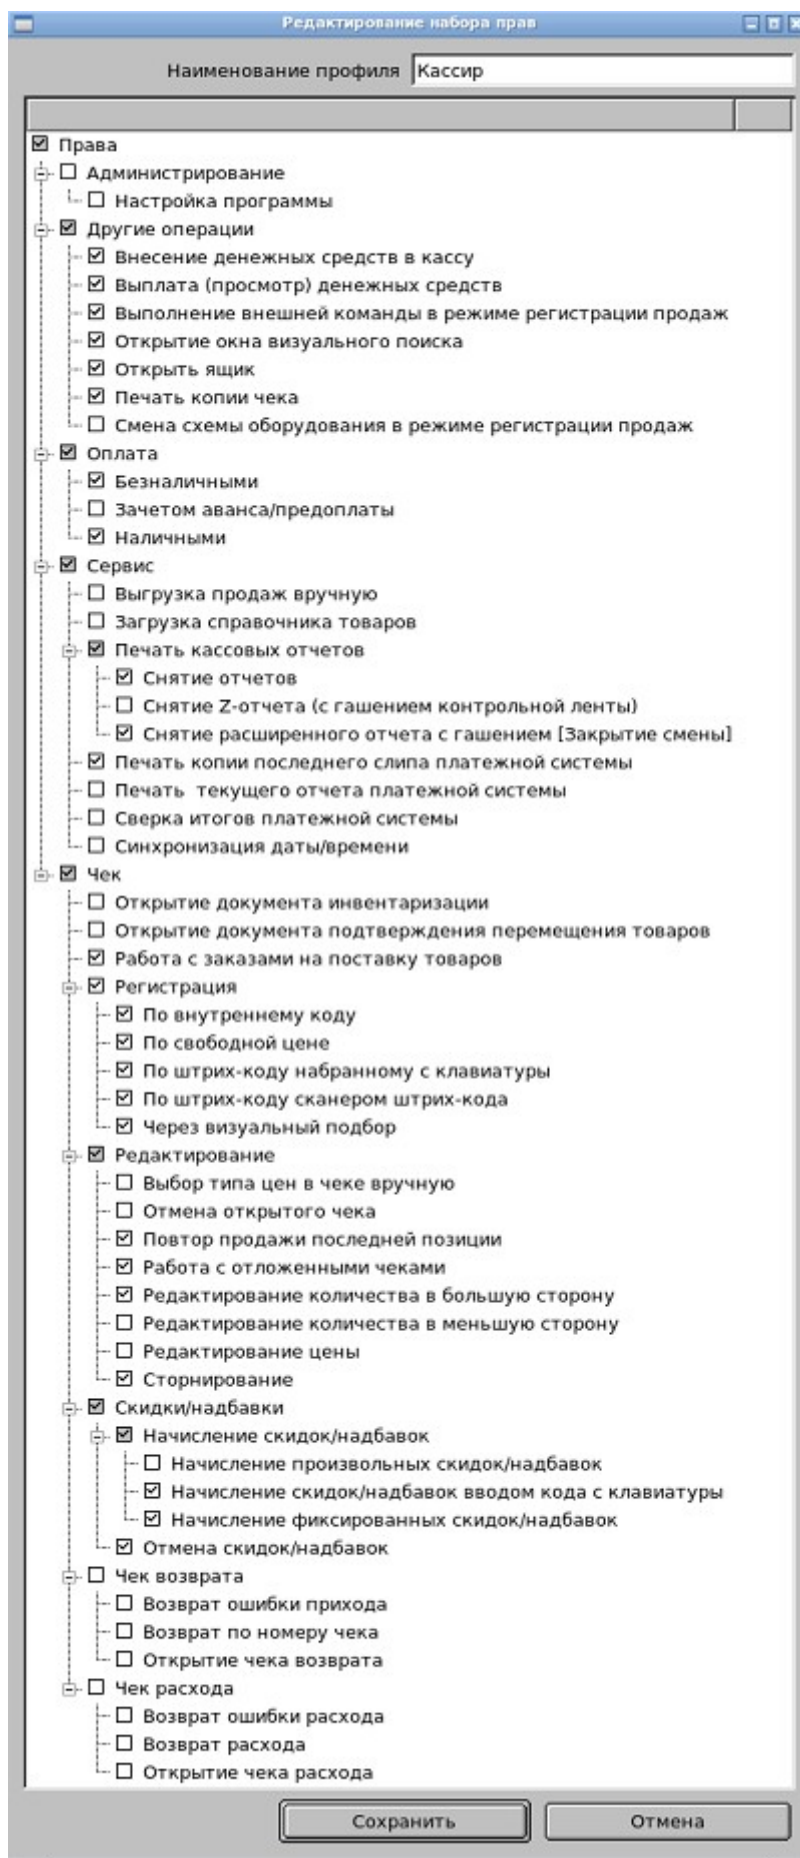 Редактирование набора прав
Наименование профиля Кассир
Права
Администрирование
Настройка программы
Другие операции
Внесение денежных средств в кассу
Выплата (просмотр) денежных средств
Выполнение внешней команды в режиме регистрации продаж
Открытие окна визуального поиска
Открыть ящик
Печать копии чека
Смена схемы оборудования в режиме регистрации продаж
Оплата
Безналичными
Зачетом аванса/предоплаты
Наличными
Сервис
Выгрузка продаж вручную
Загрузка справочника товаров
Печать кассовых отчетов
Снятие отчетов
Снятие Z-отчета (с гашением контрольной ленты)
Снятие расширенного отчета с гашением [Закрытие смены]
Печать копии последнего слипа платежной системы
Печать текущего отчета платежной системы
Сверка итогов платежной системы
Синхронизация даты/времени
Чек
Открытие документа инвентаризации
Открытие документа подтверждения перемещения товаров
Работа с заказами на поставку товаров
Регистрация
По внутреннему коду
По свободной цене
По штрих-коду набранному с клавиатуры
По штрих-коду сканером штрих-кода
Через визуальный подбор
Редактирование
Выбор типа цен в чеке вручную
Отмена открытого чека
Повтор продажи последней позиции
Работа с отложенными чеками
Редактирование количества в большую сторону
Редактирование количества в меньшую сторону
Редактирование цены
Сторнирование
Скидки/надбавки
Начисление скидок/надбавок
Начисление произвольных скидок/надбавок
Начисление скидок/надбавок вводом кода с клавиатуры
Начисление фиксированных скидок/надбавок
Отмена скидок/надбавок
Чек возврата
Возврат ошибки прихода
Возврат по номеру чека
Открытие чека возврата
Чек расхода
Возврат ошибки расхода
Возврат расхода
Открытие чека расхода
Сохранить Отмена